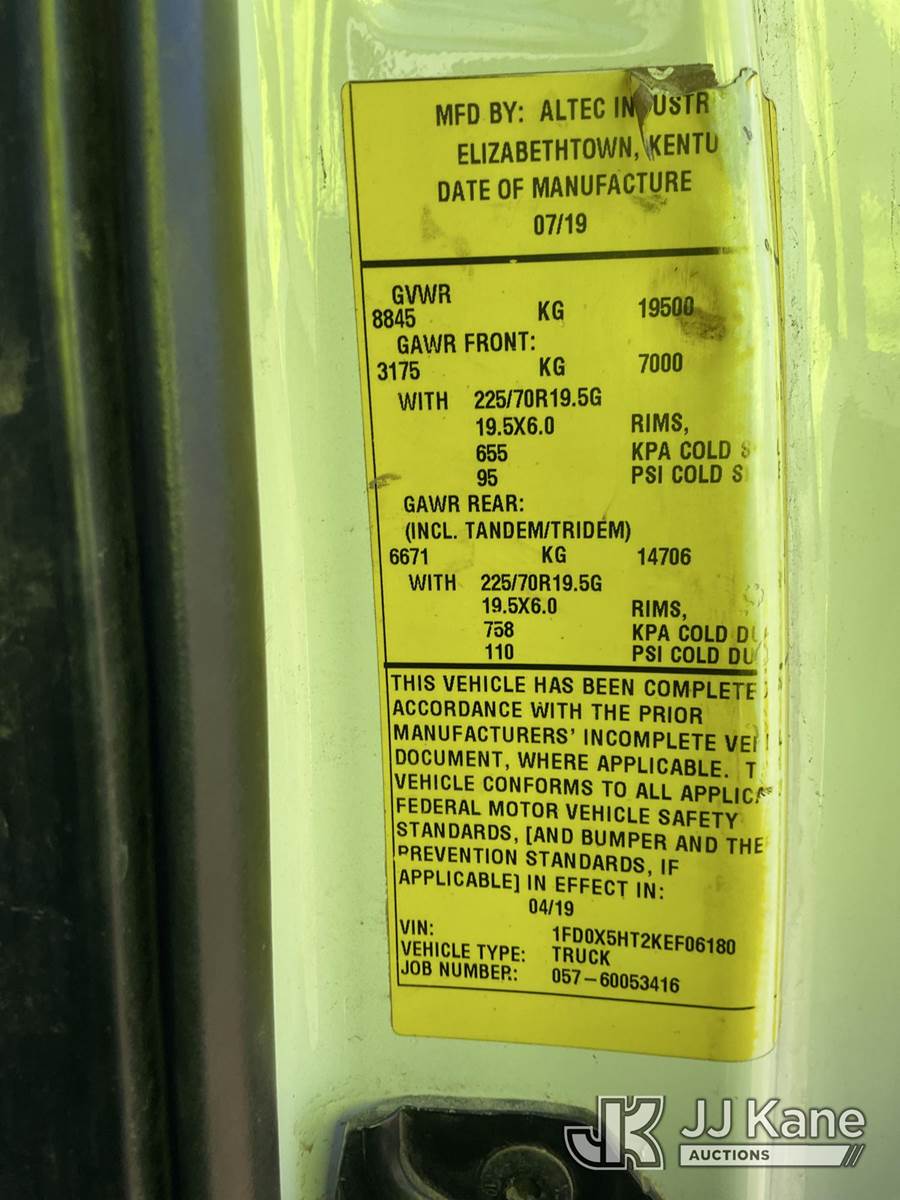 MFD BY: ALTEC
ELIZABETHTOWN, KENTU
DATE OF MANUFACTURE
07/19
GVWR
8845 KG 19500
GAWR FRONT:
3175 KG 7000
WITH 225/70R19.5G
19.5X6.0 RIMS,
655 KPA COLD
95 PSI COLD
GAWR REAR:
(INCL. TANDEM/TRIDEM)
6671 KG 14706
WITH 225/70R19.5G
19.5X6.0 RIMS,
758 KPA COLD DU
110 PSI COLD DU
THIS VEHICLE HAS BEEN COMPLETE
ACCORDANCE WITH THE PRIOR
MANUFACTURERS' INCOMPLETE VEH
DOCUMENT, WHERE APPLICABLE. T
VEHICLE CONFORMS TO ALL APPLICA
FEDERAL MOTOR VEHICLE SAFETY
STANDARDS, [AND BUMPER AND THE
PREVENTION STANDARDS, IF
APPLICABLE] IN EFFECT IN:
04/19
VIN: 1FD0X5HT2KEF06180
VEHICLE TYPE: TRUCK
JOB NUMBER: 057-60053416
JK JJ Kane
AUCTIONS